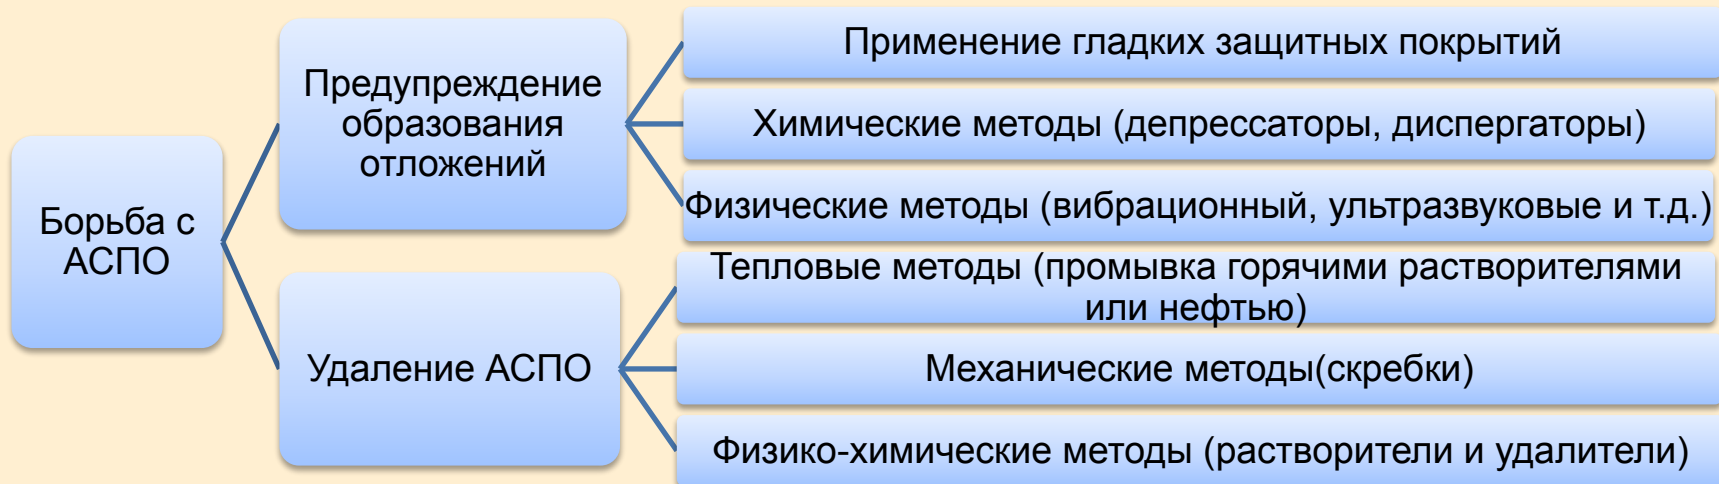 Борьба с
АСПО
Предупреждение
образования
отложений
Применение гладких защитных покрытий
Химические методы (депрессаторы, диспергаторы)
Физические методы (вибрационный, ультразвуковые и т.д.)
Удаление АСПО
Тепловые методы (промывка горячими растворителями
или нефтью)
Механические методы(скребки)
Физико-химические методы (растворители и удалители)